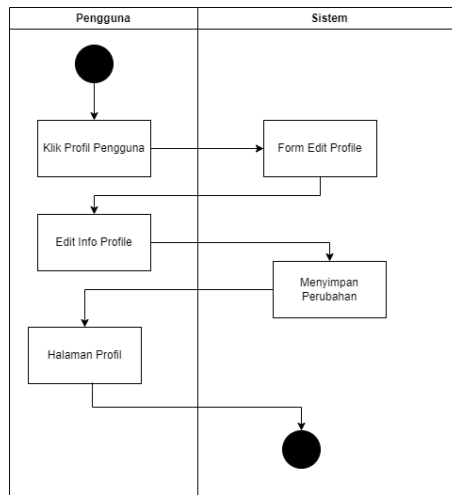 Pengguna
Sistem
Klik Profil Pengguna
Form Edit Profile
Edit Info Profile
Menyimpan
Perubahan
Halaman Profil